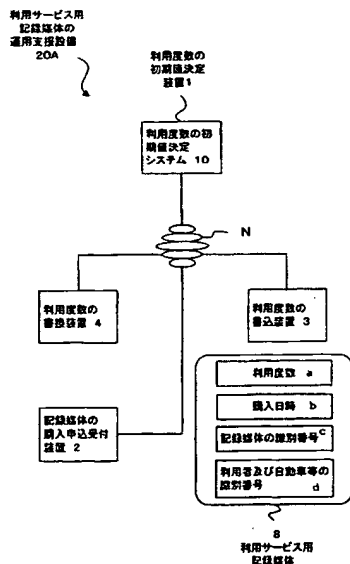 利用サービス用
記録媒体の
運用支援設備
20A
利用度数の
初期値決定
装置1
利用度数の初
期値決定
システム 10
N
利用度数の
書換装置 4
利用度数の
書込装置 3
記録媒体の
購入申込受付
装置 2
利用度数 a
購入日時 b
記録媒体の識別番号 c
利用者及び自動車等の
識別番号 d
8
利用サービス用
記録媒体